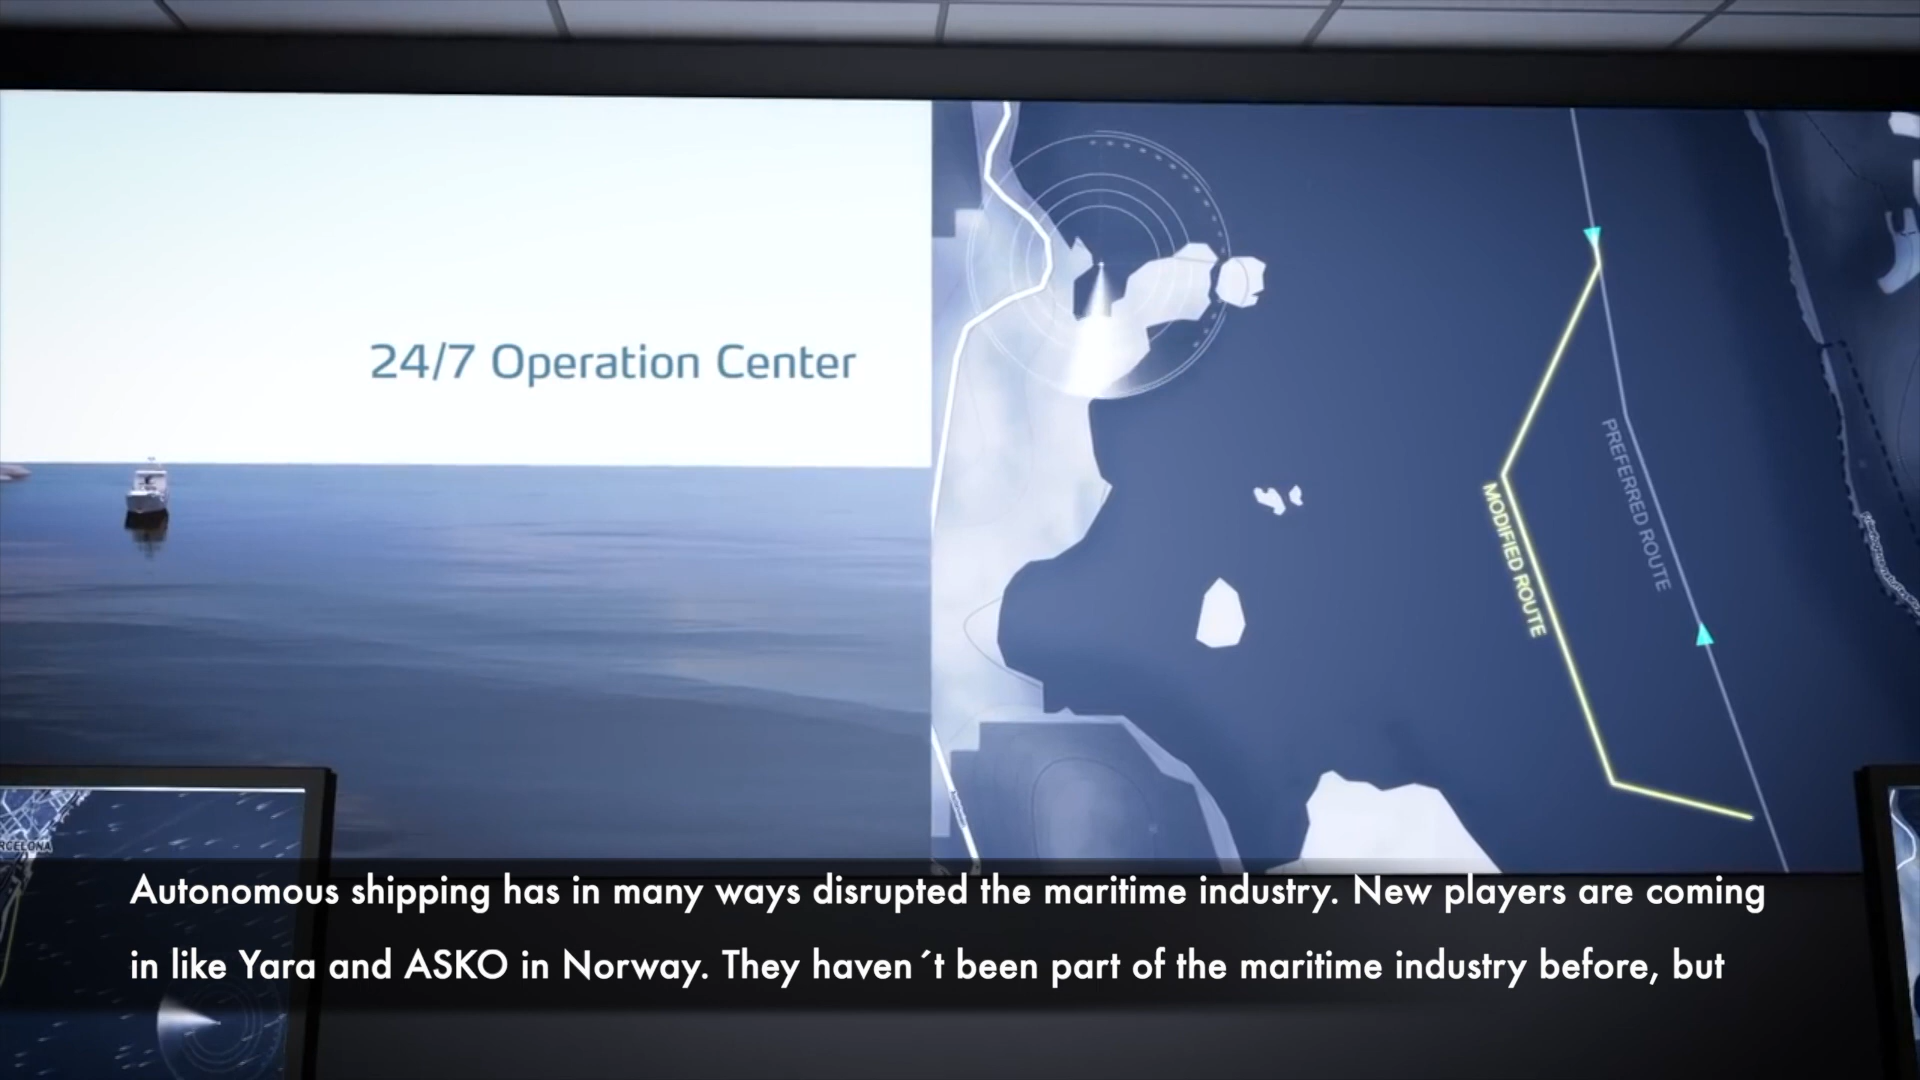 24/7 Operation Center
PREFERRED ROUTE
MODIFIED ROUTE
RCELONA
Autonomous shipping has in many ways disrupted the maritime industry. New players are coming
in like Yara and ASKO in Norway. They haven´t been part of the maritime industry before, but